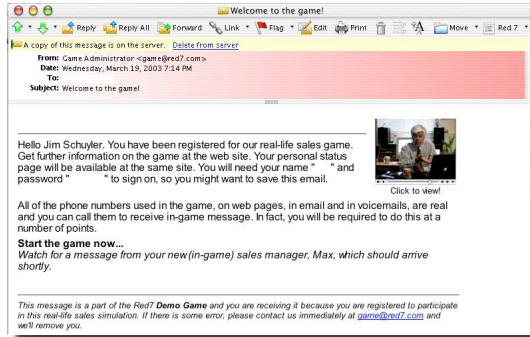 Welcome to the game!
Reply Reply All Forward Link Flag Edit Print Move Red 7
A copy of this message is on the server. Delete from server
From: Game Administrator <game@red7.com>
Date: Wednesday, March 19, 2003 7:14 PM
To:
Subject: Welcome to the game!
Hello Jim Schuyler. You have been registered for our real-life sales game.
Get further information on the game at the web site. Your personal status
page will be available at the same site. You will need your name " " and
password " " to sign on, so you might want to save this email.
Click to view!
All of the phone numbers used in the game, on web pages, in email and in voicemails, are real
and you can call them to receive in-game message. In fact, you will be required to do this at a
number of points.
Start the game now...
Watch for a message from your new (in-game) sales manager, Max, which should arrive
shortly.
This message is a part of the Red7 Demo Game and you are receiving it because you are registered to participate
in this real-life sales simulation. If there is some error, please contact us immediately at game@red7.com and
we'll remove you.